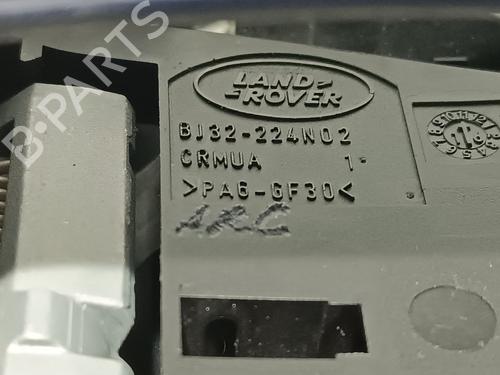 B-PARTS
LAND-
-ROVER
BJ32-224N02
CRMUA 1
>PA6-GF30<
ARC